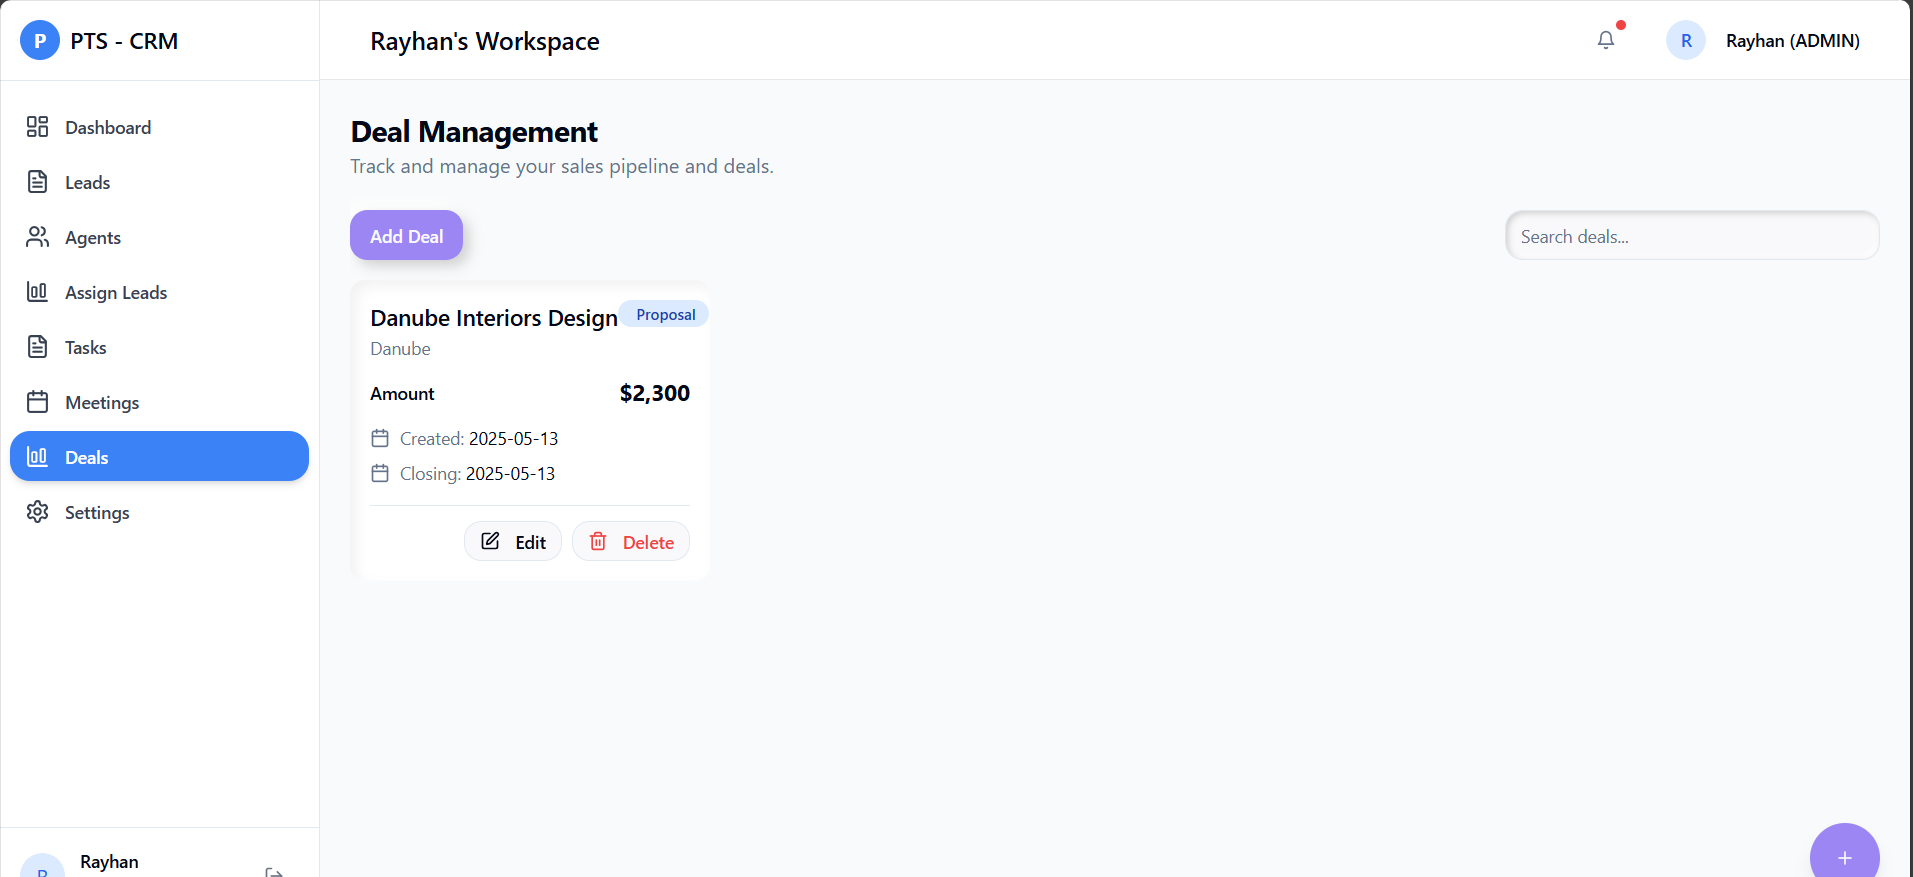 P PTS - CRM
Rayhan's Workspace
R Rayhan (ADMIN)
Dashboard
Leads
Agents
Assign Leads
Tasks
Meetings
Deals
Settings
Rayhan
R
Deal Management
Track and manage your sales pipeline and deals.
Add Deal
Search deals...
Danube Interiors Design Proposal
Danube
Amount $2,300
Created: 2025-05-13
Closing: 2025-05-13
Edit Delete
+